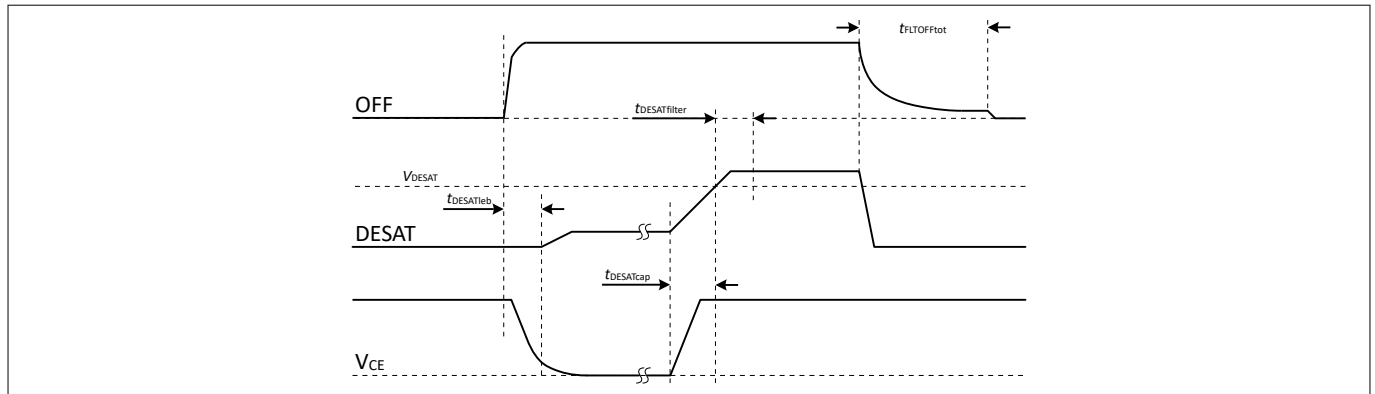 tFLTOFFtot
OFF
tDESATfilter
VDESAT
tDESATleb
DESAT
tDESATcap
VCE